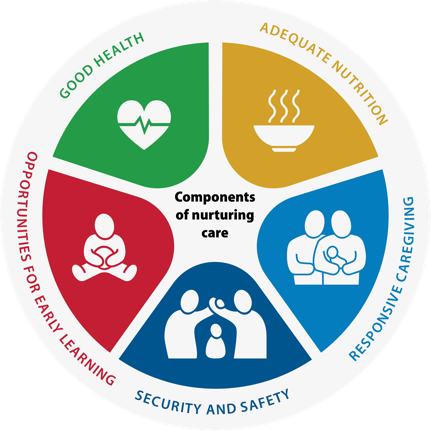 GOOD HEALTH
ADEQUATE NUTRITION
Components
of nurturing
care
OPPORTUNITIES FOR EARLY LEARNING
RESPONSIVE CAREGIVING
SECURITY AND SAFETY